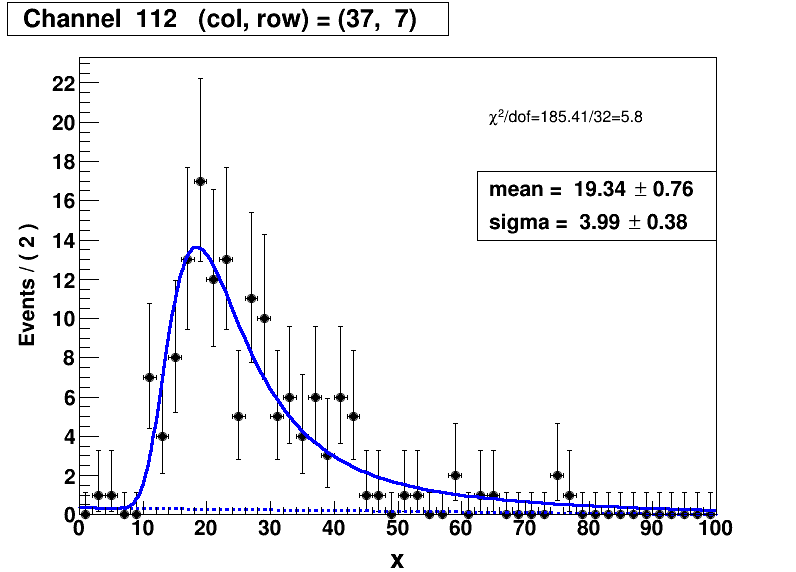 Channel 112 (col, row) = (37, 7)
22
20
18
16
14
12
10
8
6
4
2
0
Events / ( 2 )
χ²/dof=185.41/32=5.8
mean = 19.34 ± 0.76
sigma = 3.99 ± 0.38
0 10 20 30 40 50 60 70 80 90 100
x